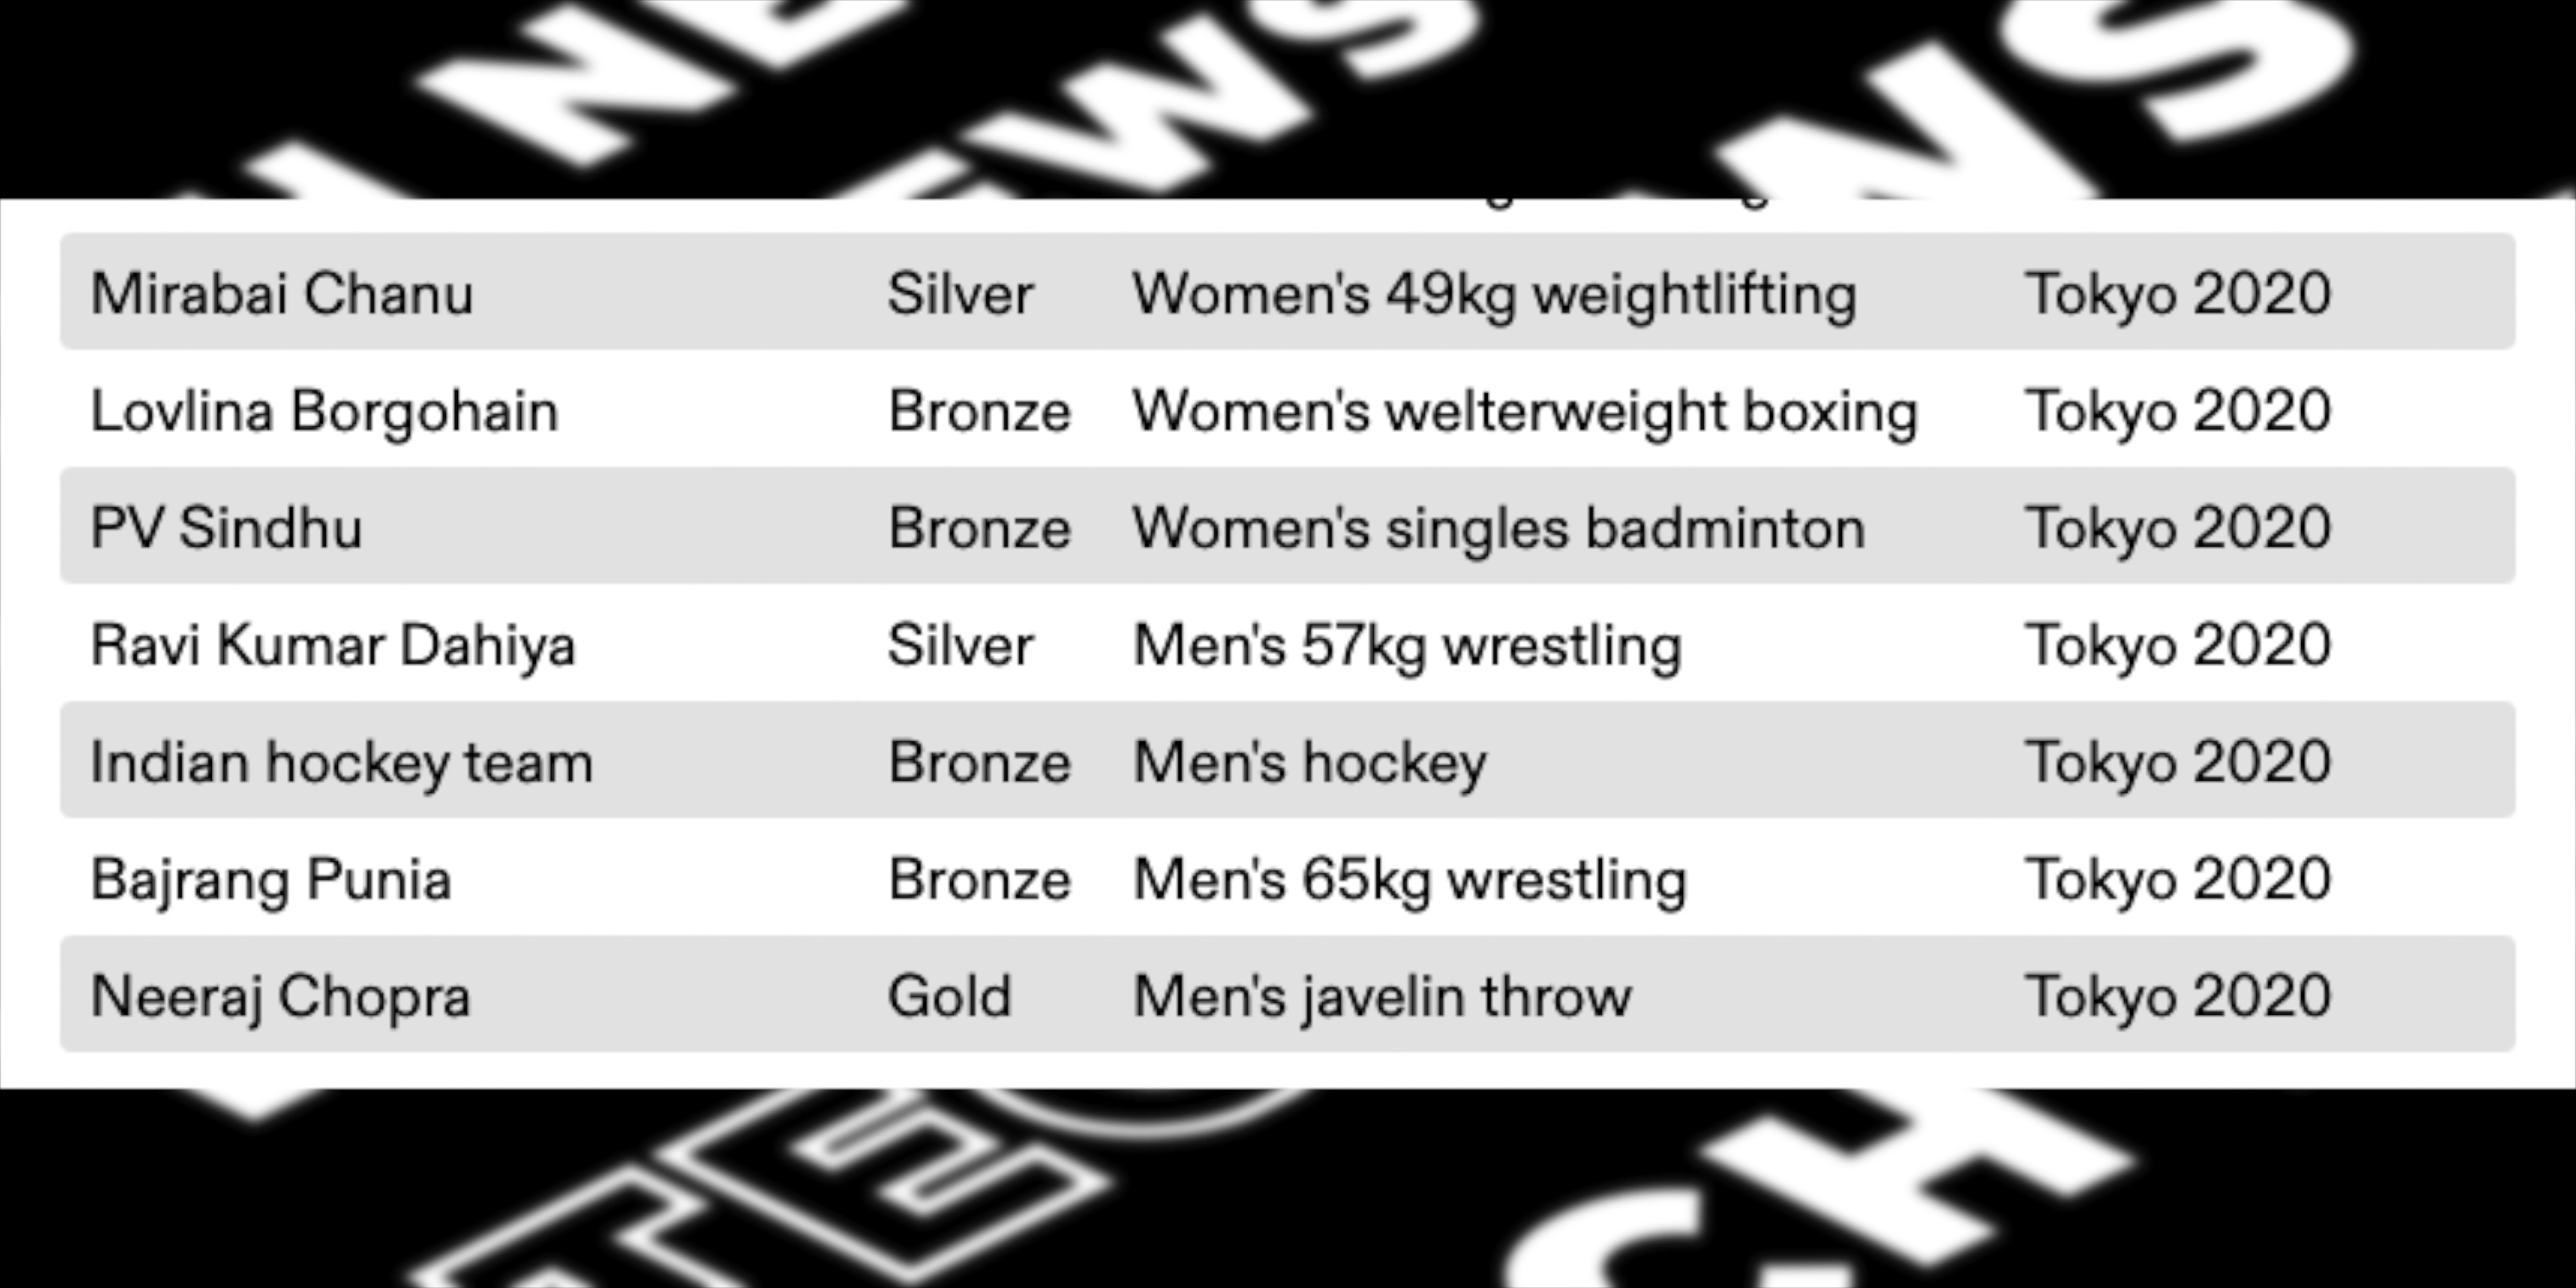 Mirabai Chanu Silver Women's 49kg weightlifting Tokyo 2020
Lovlina Borgohain Bronze Women's welterweight boxing Tokyo 2020
PV Sindhu Bronze Women's singles badminton Tokyo 2020
Ravi Kumar Dahiya Silver Men's 57kg wrestling Tokyo 2020
Indian hockey team Bronze Men's hockey Tokyo 2020
Bajrang Punia Bronze Men's 65kg wrestling Tokyo 2020
Neeraj Chopra Gold Men's javelin throw Tokyo 2020